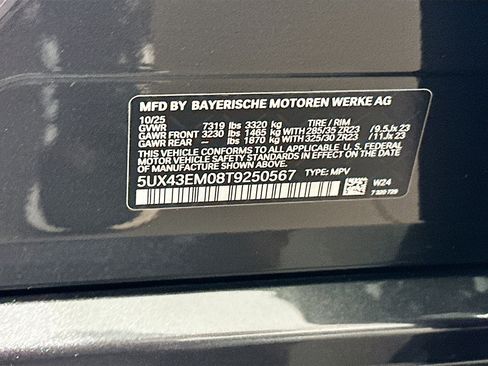 MFD BY BAYERISCHE MOTOREN WERKE AG
10/25
GVWR 7319 lbs 3320 kg TIRE / RIM
GAWR FRONT 3230 lbs 1465 kg WITH 285/35 ZR23 / 9.5Jx 23
GAWR REAR -- lbs 1870 kg WITH 325/30 ZR23 / 11Jx 23
THIS VEHICLE CONFORMS TO ALL APPLICABLE U.S. FEDERAL
MOTOR VEHICLE SAFETY STANDARDS IN EFFECT ON THE DATE
OF MANUFACTURE SHOWN ABOVE.
5UX43EM08T9250567 TYPE: MPV
W24
7 920 729